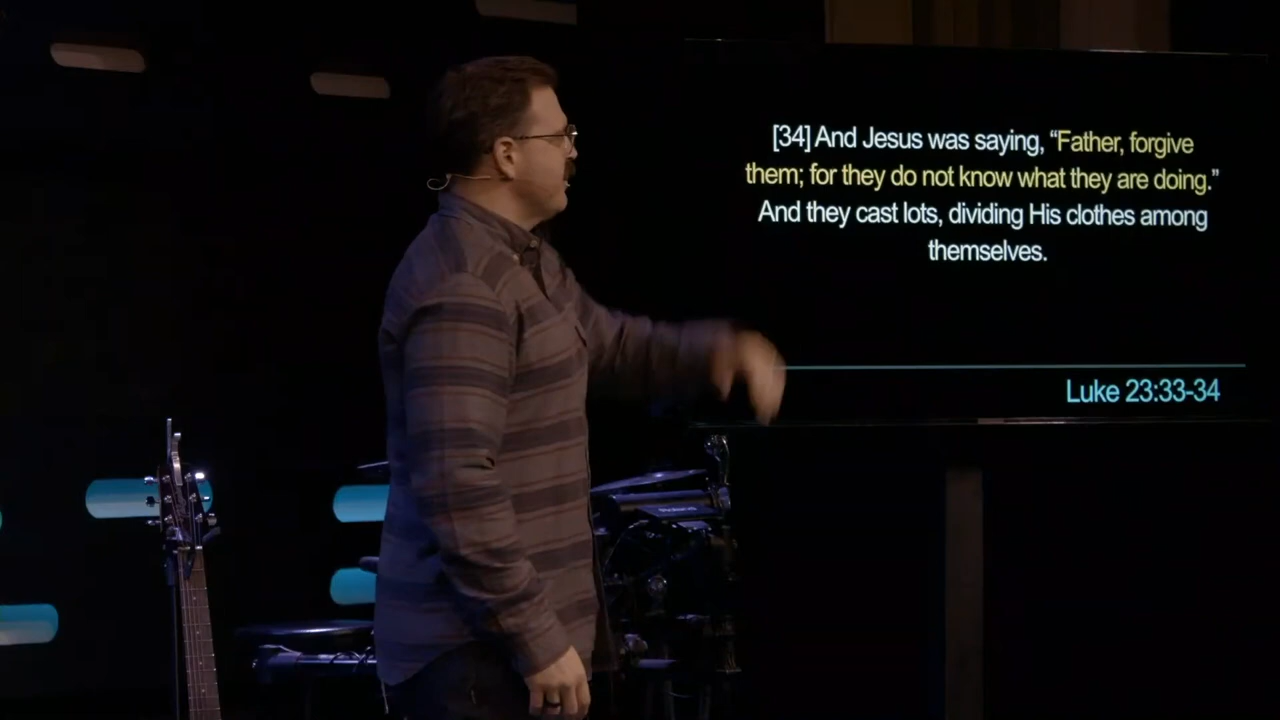 [34] And Jesus was saying, “Father, forgive
them; for they do not know what they are doing.”
And they cast lots, dividing His clothes among
themselves.
Luke 23:33-34
Roland